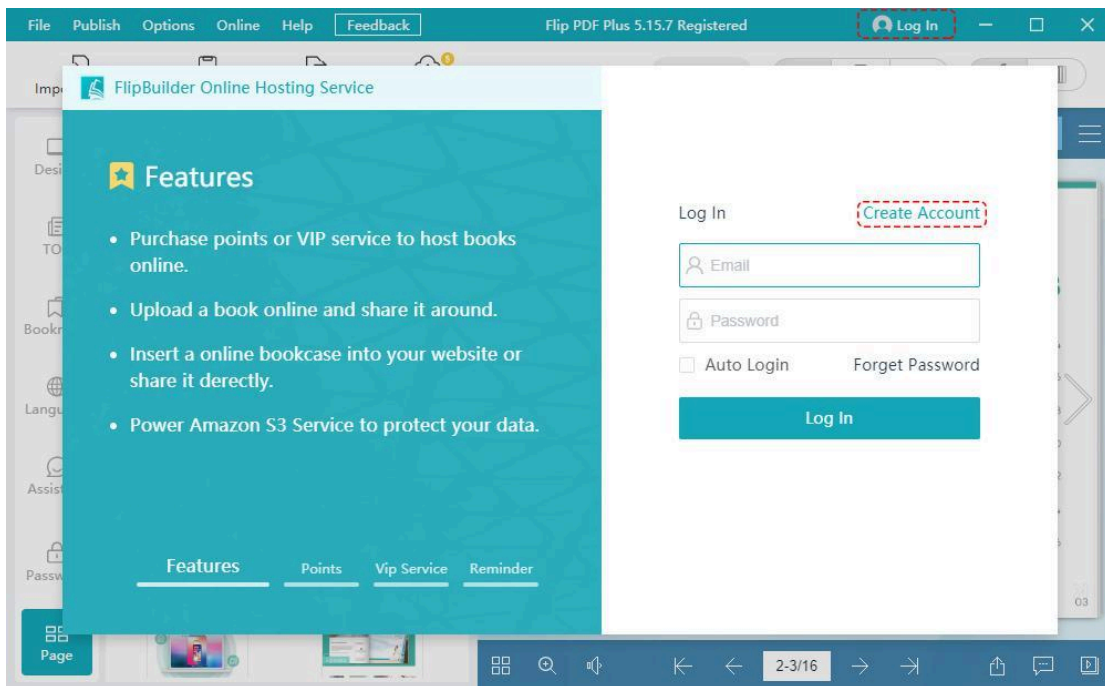 File Publish Options Online Help Feedback Flip PDF Plus 5.15.7 Registered Log In
FlipBuilder Online Hosting Service
Features
• Purchase points or VIP service to host books
online.
• Upload a book online and share it around.
• Insert a online bookcase into your website or
share it derectly.
• Power Amazon S3 Service to protect your data.
Features Points Vip Service Reminder
Log In Create Account
Email
Password
Auto Login Forget Password
Log In
Page
03
2-3/16